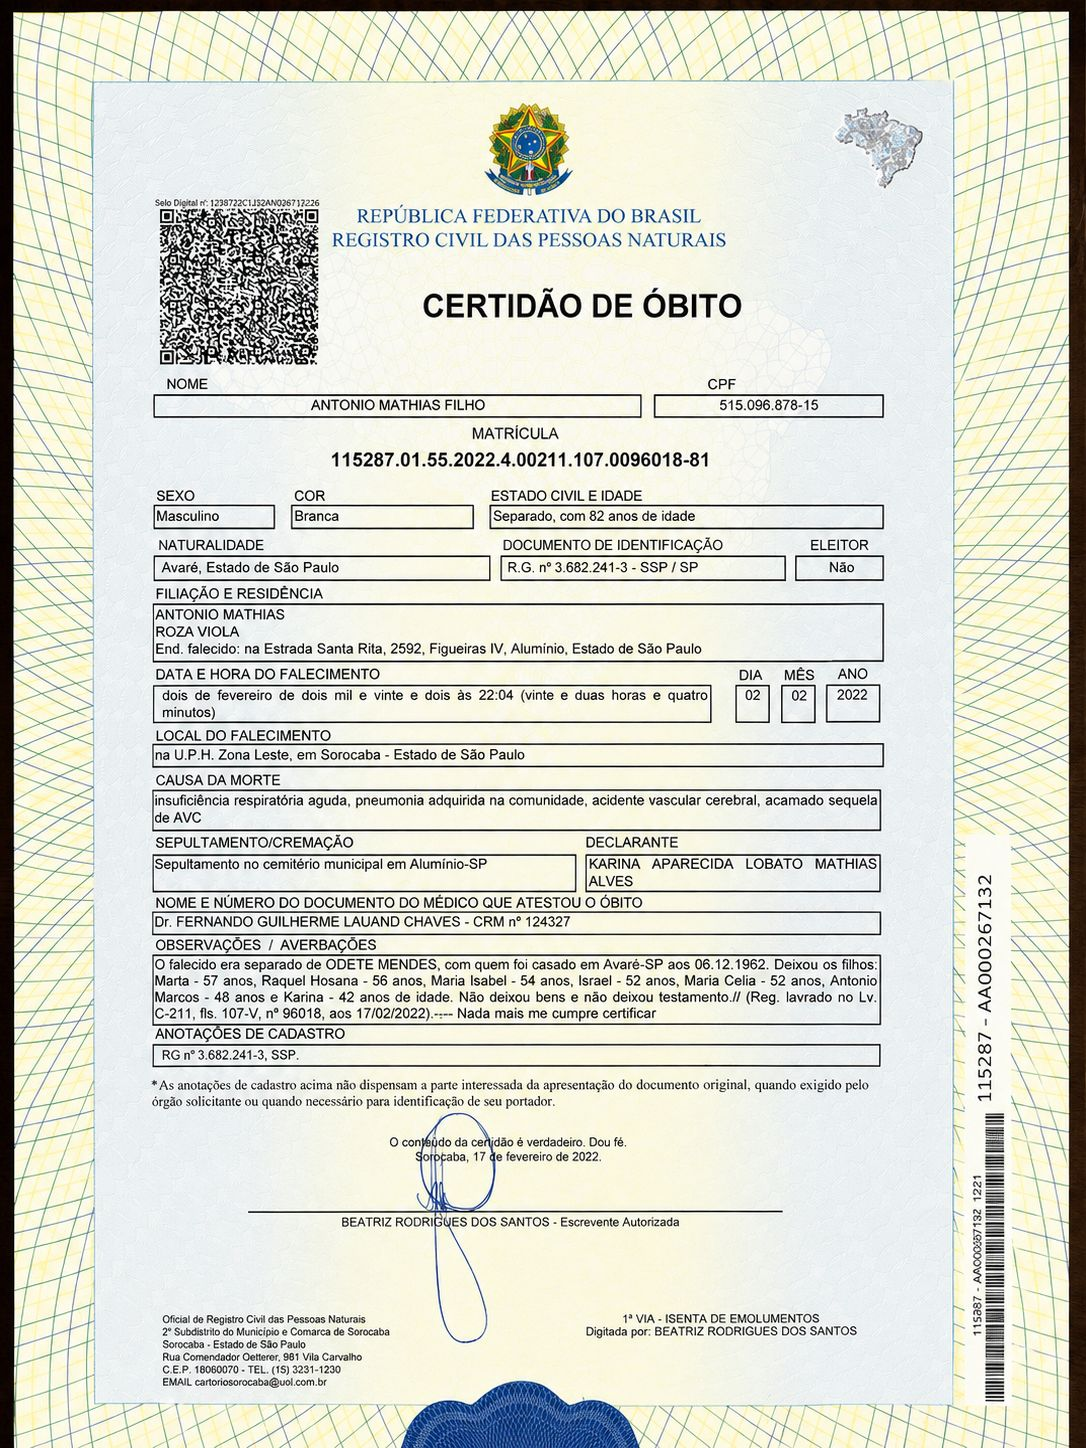 Selo Digital nº: 1238722C1JS2AN026717226
REPÚBLICA FEDERATIVA DO BRASIL
REGISTRO CIVIL DAS PESSOAS NATURAIS
CERTIDÃO DE ÓBITO
NOME CPF
ANTONIO MATHIAS FILHO 515.096.878-15
MATRÍCULA
115287.01.55.2022.4.00211.107.0096018-81
SEXO COR ESTADO CIVIL E IDADE
Masculino Branca Separado, com 82 anos de idade
NATURALIDADE DOCUMENTO DE IDENTIFICAÇÃO ELEITOR
Avaré, Estado de São Paulo R.G. nº 3.682.241-3 - SSP / SP Não
FILIAÇÃO E RESIDÊNCIA
ANTONIO MATHIAS
ROZA VIOLA
End. falecido: na Estrada Santa Rita, 2592, Figueiras IV, Alumínio, Estado de São Paulo
DATA E HORA DO FALECIMENTO DIA MÊS ANO
dois de fevereiro de dois mil e vinte e dois às 22:04 (vinte e duas horas e quatro 02 02 2022
minutos)
LOCAL DO FALECIMENTO
na U.P.H. Zona Leste, em Sorocaba - Estado de São Paulo
CAUSA DA MORTE
insuficiência respiratória aguda, pneumonia adquirida na comunidade, acidente vascular cerebral, acamado sequela
de AVC
SEPULTAMENTO/CREMAÇÃO DECLARANTE
Sepultamento no cemitério municipal em Alumínio-SP KARINA APARECIDA LOBATO MATHIAS
ALVES
NOME E NÚMERO DO DOCUMENTO DO MÉDICO QUE ATESTOU O ÓBITO
Dr. FERNANDO GUILHERME LAUAND CHAVES - CRM nº 124327
OBSERVAÇÕES / AVERBAÇÕES
O falecido era separado de ODETE MENDES, com quem foi casado em Avaré-SP aos 06.12.1962. Deixou os filhos:
Marta - 57 anos, Raquel Hosana - 56 anos, Maria Isabel - 54 anos, Israel - 52 anos, Maria Celia - 52 anos, Antonio
Marcos - 48 anos e Karina - 42 anos de idade. Não deixou bens e não deixou testamento.// (Reg. lavrado no Lv.
C-211, fls. 107-V, nº 96018, aos 17/02/2022).---- Nada mais me cumpre certificar
ANOTAÇÕES DE CADASTRO
RG nº 3.682.241-3, SSP.
*As anotações de cadastro acima não dispensam a parte interessada da apresentação do documento original, quando exigido pelo
órgão solicitante ou quando necessário para identificação de seu portador.
O conteúdo da certidão é verdadeiro. Dou fé.
Sorocaba, 17 de fevereiro de 2022.
BEATRIZ RODRIGUES DOS SANTOS - Escrevente Autorizada
Oficial de Registro Civil das Pessoas Naturais
2º Subdistrito do Município e Comarca de Sorocaba
Sorocaba - Estado de São Paulo
Rua Comendador Oetterer, 981 Vila Carvalho
C.E.P. 18060070 - TEL. (15) 3231-1230
EMAIL cartoriosorocaba@uol.com.br
1ª VIA - ISENTA DE EMOLUMENTOS
Digitada por: BEATRIZ RODRIGUES DOS SANTOS
115287 - AA000267132
115287 - AA000267132 1221